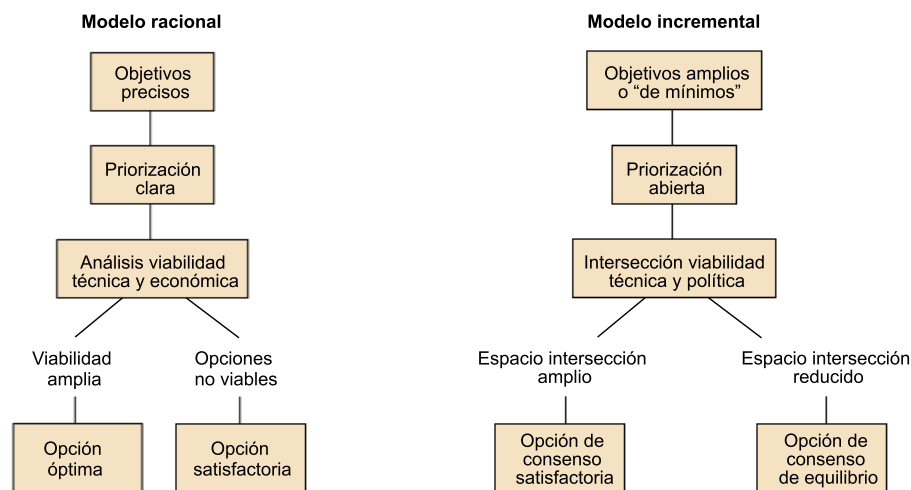 Modelo racional
Objetivos
precisos
Priorización
clara
Análisis viabilidad
técnica y económica
Viabilidad
amplia
Opciones
no viables
Opción
óptima
Opción
satisfactoria
Modelo incremental
Objetivos amplios
o “de mínimos”
Priorización
abierta
Intersección viabilidad
técnica y política
Espacio intersección
amplio
Espacio intersección
reducido
Opción de
consenso
satisfactoria
Opción de
consenso
de equilibrio